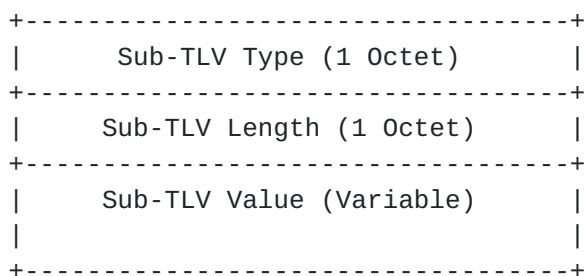 +-----------------------------------+
|      Sub-TLV Type (1 Octet)       |
+-----------------------------------+
|     Sub-TLV Length (1 Octet)      |
+-----------------------------------+
|     Sub-TLV Value (Variable)      |
|                                   |
+-----------------------------------+